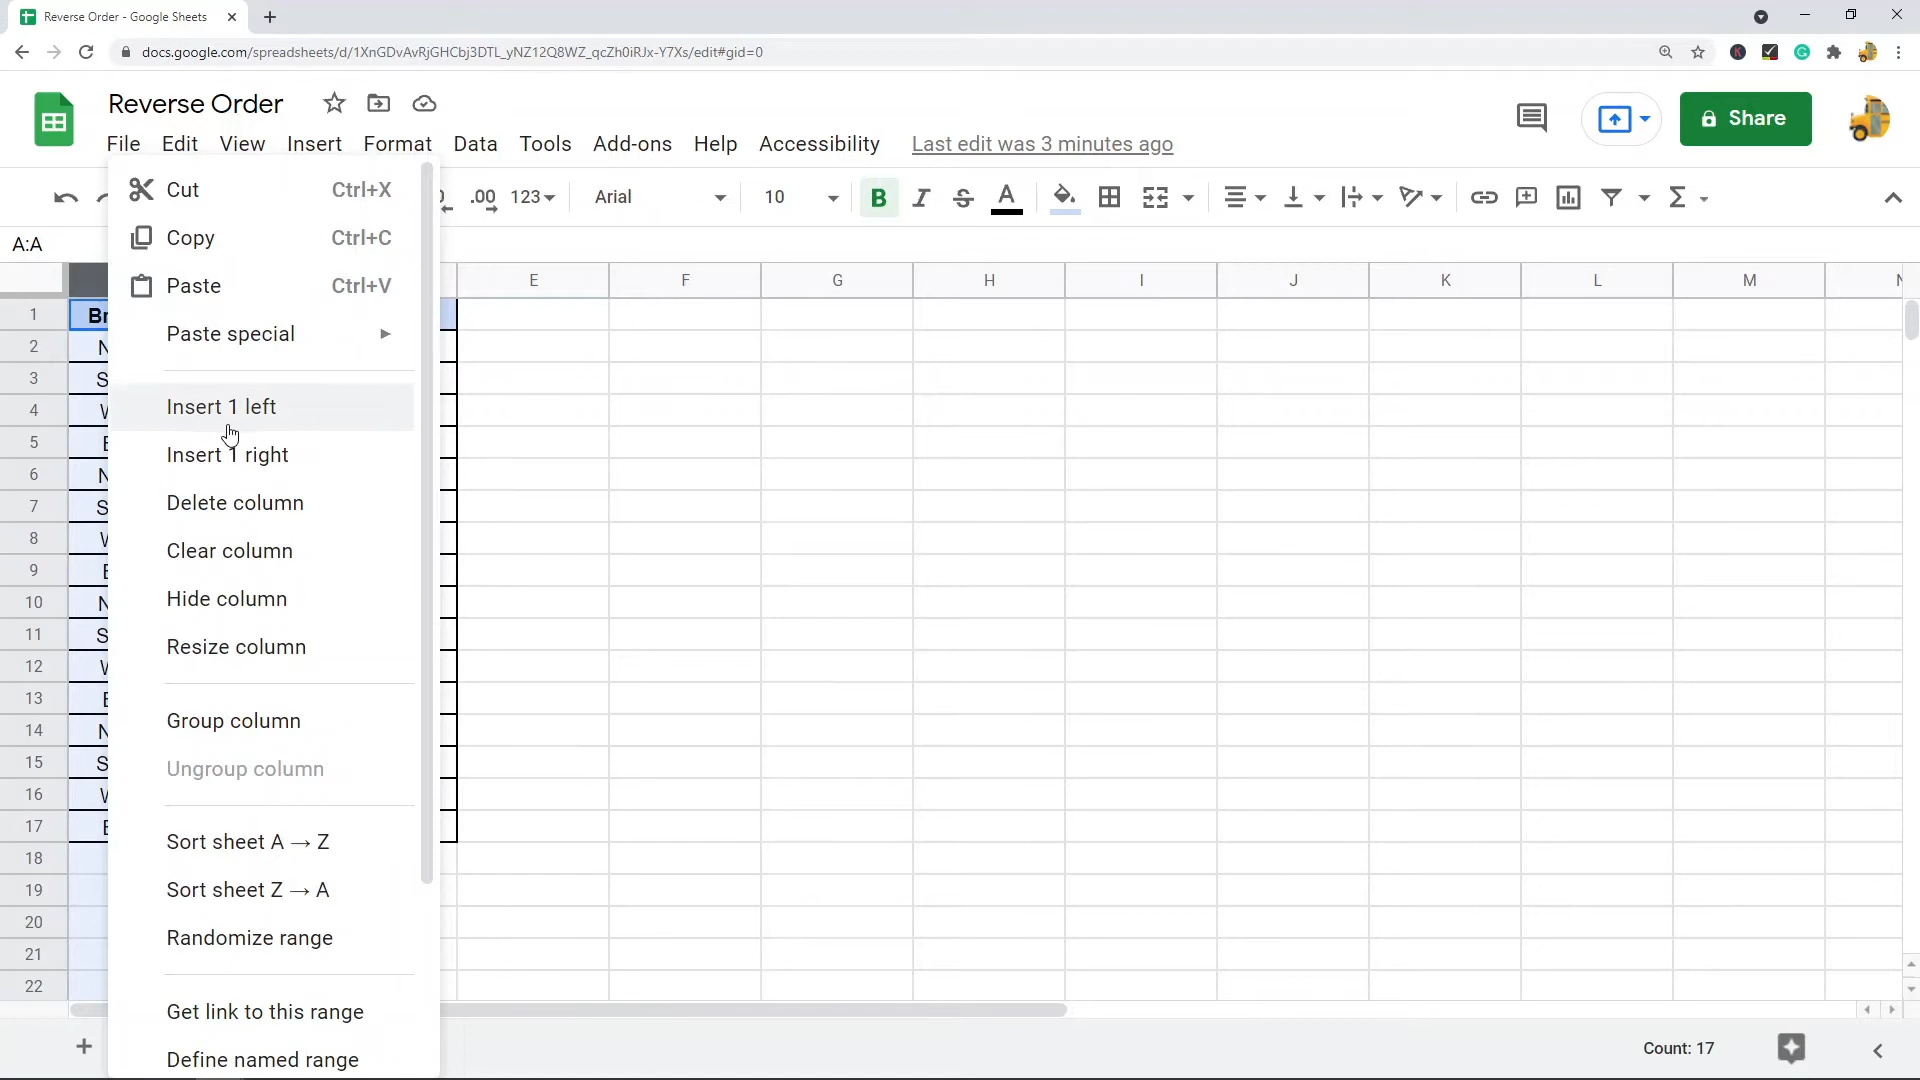 Reverse Order - Google Sheets
docs.google.com/spreadsheets/d/1XnGDvAvRjGHCbj3DTL_yNZ12Q8WZ_qcZh0iRJx-Y7Xs/edit#gid=0
Reverse Order
Share
File Edit View Insert Format Data Tools Add-ons Help Accessibility Last edit was 3 minutes ago
.00 123 Arial 10 B I S A
A:A
E F G H I J K L M
1
2
3
4
5
6
7
8
9
10
11
12
13
14
15
16
17
18
19
20
21
22
Cut Ctrl+X
Copy Ctrl+C
Paste Ctrl+V
Paste special
Insert 1 left
Insert 1 right
Delete column
Clear column
Hide column
Resize column
Group column
Ungroup column
Sort sheet A → Z
Sort sheet Z → A
Randomize range
Get link to this range
Define named range
Count: 17